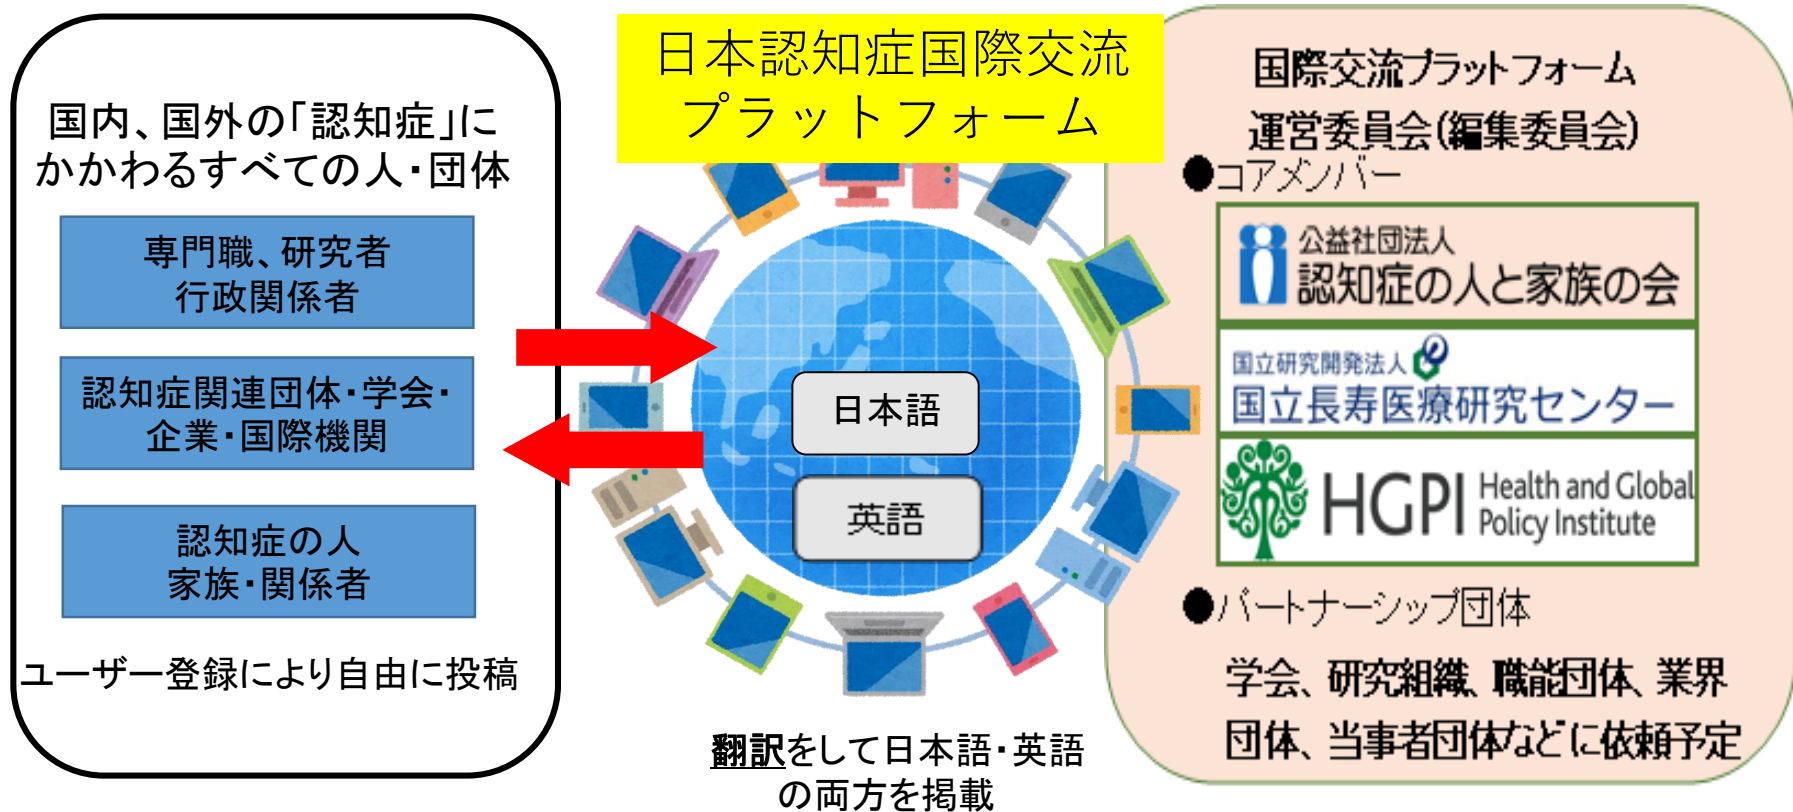 国内、国外の「認知症」に
かかわるすべての人・団体
専門職、研究者
行政関係者
認知症関連団体・学会・
企業・国際機関
認知症の人
家族・関係者
ユーザー登録により自由に投稿
日本認知症国際交流
プラットフォーム
日本語
英語
翻訳をして日本語・英語
の両方を掲載
国際交流プラットフォーム
運営委員会(編集委員会)
●コアメンバー
公益社団法人
認知症の人と家族の会
国立研究開発法人
国立長寿医療研究センター
HGPI Health and Global
Policy Institute
●パートナーシップ団体
学会、研究組織、職能団体、業界
団体、当事者団体などに依頼予定